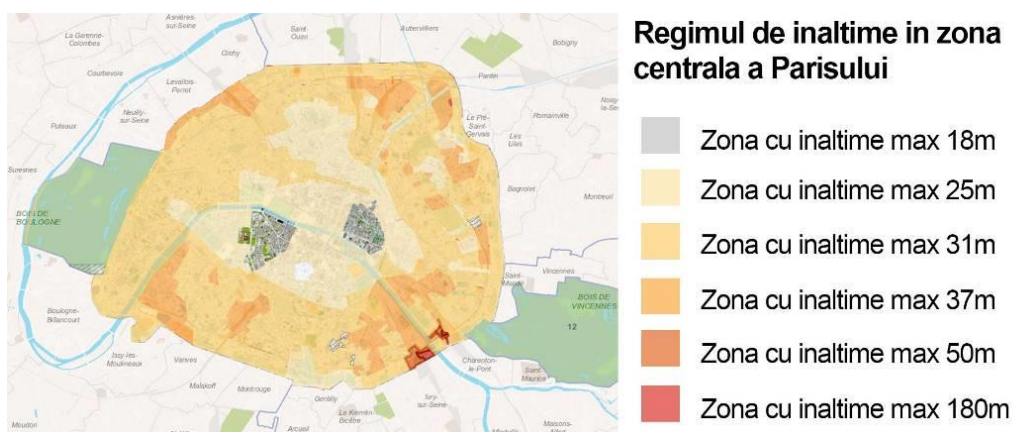 Regimul de inaltime in zona
centrala a Parisului
Zona cu inaltime max 18m
Zona cu inaltime max 25m
Zona cu inaltime max 31m
Zona cu inaltime max 37m
Zona cu inaltime max 50m
Zona cu inaltime max 180m
Asnières-
sur-Seine
La Garenne-
Colombes
Clichy
Saint-
Ouen
Aubervilliers
Bobigny
Courbevoie
Levallois-
Perret
Pantin
Neuilly-
sur-Seine
Puteaux
Le Pré-
Saint-
Gervais
Romainville
Les
Lilas
Suresnes
Bagnolet
Montreuil
BOIS DE
BOULOGNE
Saint-
Mandé
Vincennes
BOIS DE
VINCENNES
12
Boulogne-
Billancourt
Issy-les-
Moulineaux
Vanves
Malakoff
Montrouge
Gentilly
Le Kremlin-
Bicêtre
Arcueil
Ivry-
sur-Seine
Charenton-
le-Pont
Saint-
Maurice
Maisons-
Meudon